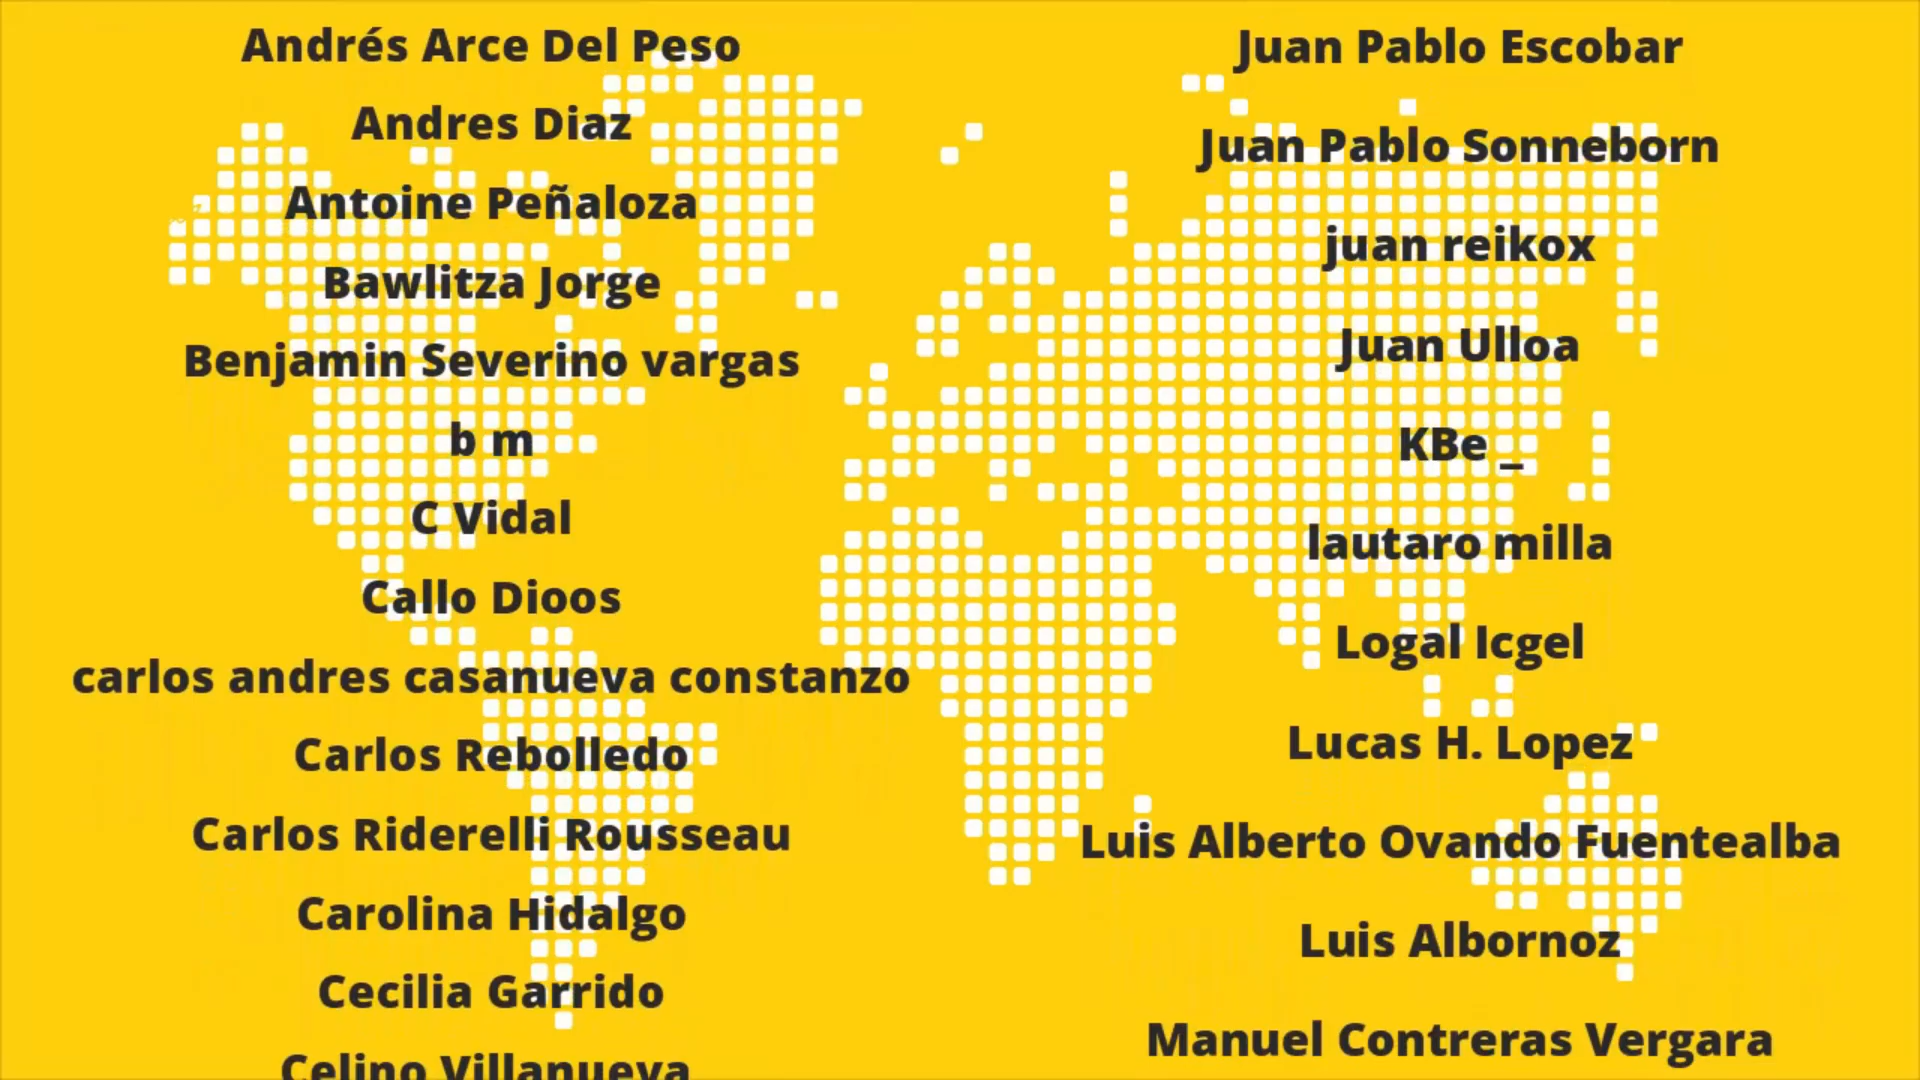 Andrés Arce Del Peso
Andres Diaz
Antoine Peñaloza
Bawlitza Jorge
Benjamin Severino vargas
b m
C Vidal
Callo Dioos
carlos andres casanueva constanzo
Carlos Rebolledo
Carlos Riderelli Rousseau
Carolina Hidalgo
Cecilia Garrido
Celino Villanueva
Juan Pablo Escobar
Juan Pablo Sonneborn
juan reikox
Juan Ulloa
KBe _
lautaro milla
Logal Icgel
Lucas H. Lopez
Luis Alberto Ovando Fuentealba
Luis Albornoz
Manuel Contreras Vergara